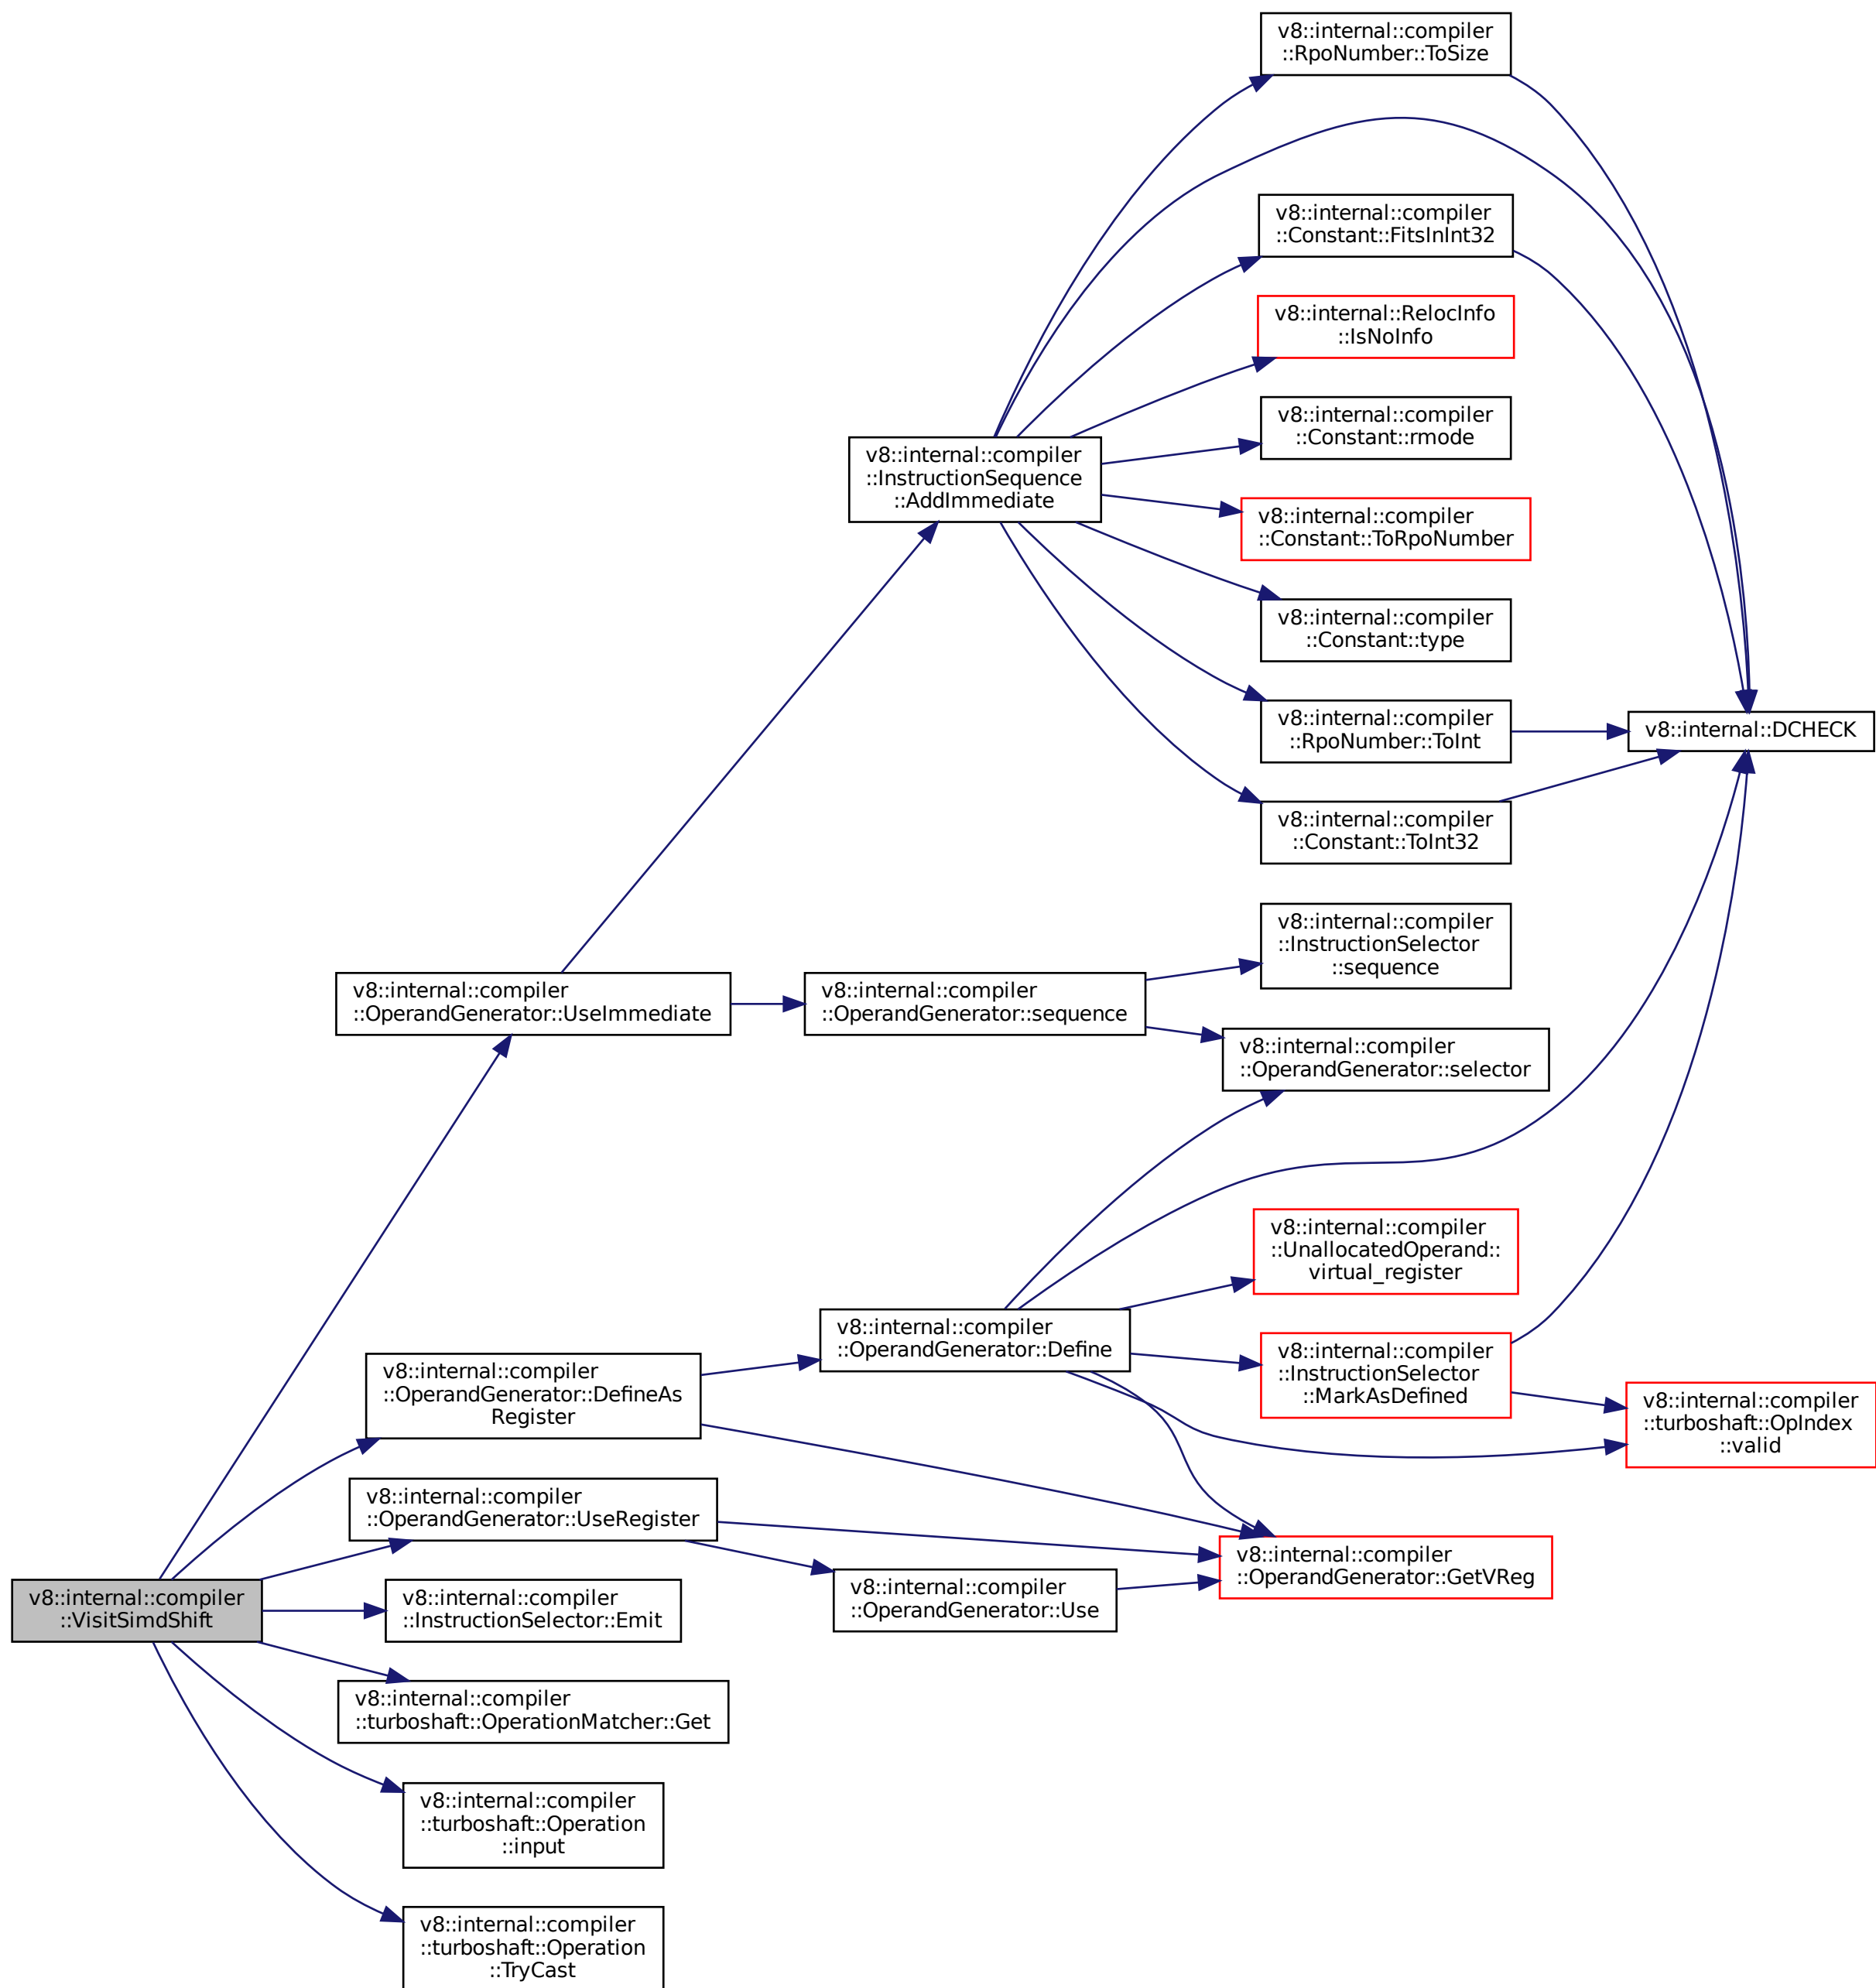 v8::internal::compiler
::RpoNumber::ToSize
v8::internal::compiler
::Constant::FitsInInt32
v8::internal::RelocInfo
::IsNoInfo
v8::internal::compiler
::Constant::rmode
v8::internal::compiler
::InstructionSequence
::AddImmediate
v8::internal::compiler
::Constant::ToRpoNumber
v8::internal::compiler
::Constant::type
v8::internal::compiler
::RpoNumber::ToInt
v8::internal::DCHECK
v8::internal::compiler
::Constant::ToInt32
v8::internal::compiler
::InstructionSelector
::sequence
v8::internal::compiler
::OperandGenerator::UseImmediate
v8::internal::compiler
::OperandGenerator::sequence
v8::internal::compiler
::OperandGenerator::selector
v8::internal::compiler
::UnallocatedOperand::
virtual_register
v8::internal::compiler
::OperandGenerator::Define
v8::internal::compiler
::InstructionSelector
::MarkAsDefined
v8::internal::compiler
::OperandGenerator::DefineAs
Register
v8::internal::compiler
::turboshaft::OpIndex
::valid
v8::internal::compiler
::OperandGenerator::UseRegister
v8::internal::compiler
::OperandGenerator::GetVReg
v8::internal::compiler
::OperandGenerator::Use
v8::internal::compiler
::VisitSimdShift
v8::internal::compiler
::InstructionSelector::Emit
v8::internal::compiler
::turboshaft::OperationMatcher::Get
v8::internal::compiler
::turboshaft::Operation
::input
v8::internal::compiler
::turboshaft::Operation
::TryCast